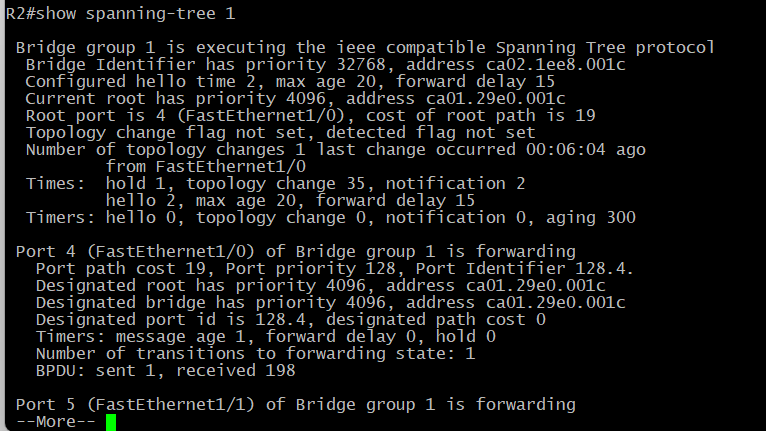 R2#show spanning-tree 1
Bridge group 1 is executing the ieee compatible Spanning Tree protocol
Bridge Identifier has priority 32768, address ca02.1ee8.001c
Configured hello time 2, max age 20, forward delay 15
Current root has priority 4096, address ca01.29e0.001c
Root port is 4 (FastEthernet1/0), cost of root path is 19
Topology change flag not set, detected flag not set
Number of topology changes 1 last change occurred 00:06:04 ago
from FastEthernet1/0
Times: hold 1, topology change 35, notification 2
hello 2, max age 20, forward delay 15
Timers: hello 0, topology change 0, notification 0, aging 300
Port 4 (FastEthernet1/0) of Bridge group 1 is forwarding
Port path cost 19, Port priority 128, Port Identifier 128.4.
Designated root has priority 4096, address ca01.29e0.001c
Designated bridge has priority 4096, address ca01.29e0.001c
Designated port id is 128.4, designated path cost 0
Timers: message age 1, forward delay 0, hold 0
Number of transitions to forwarding state: 1
BPDU: sent 1, received 198
Port 5 (FastEthernet1/1) of Bridge group 1 is forwarding
--More--